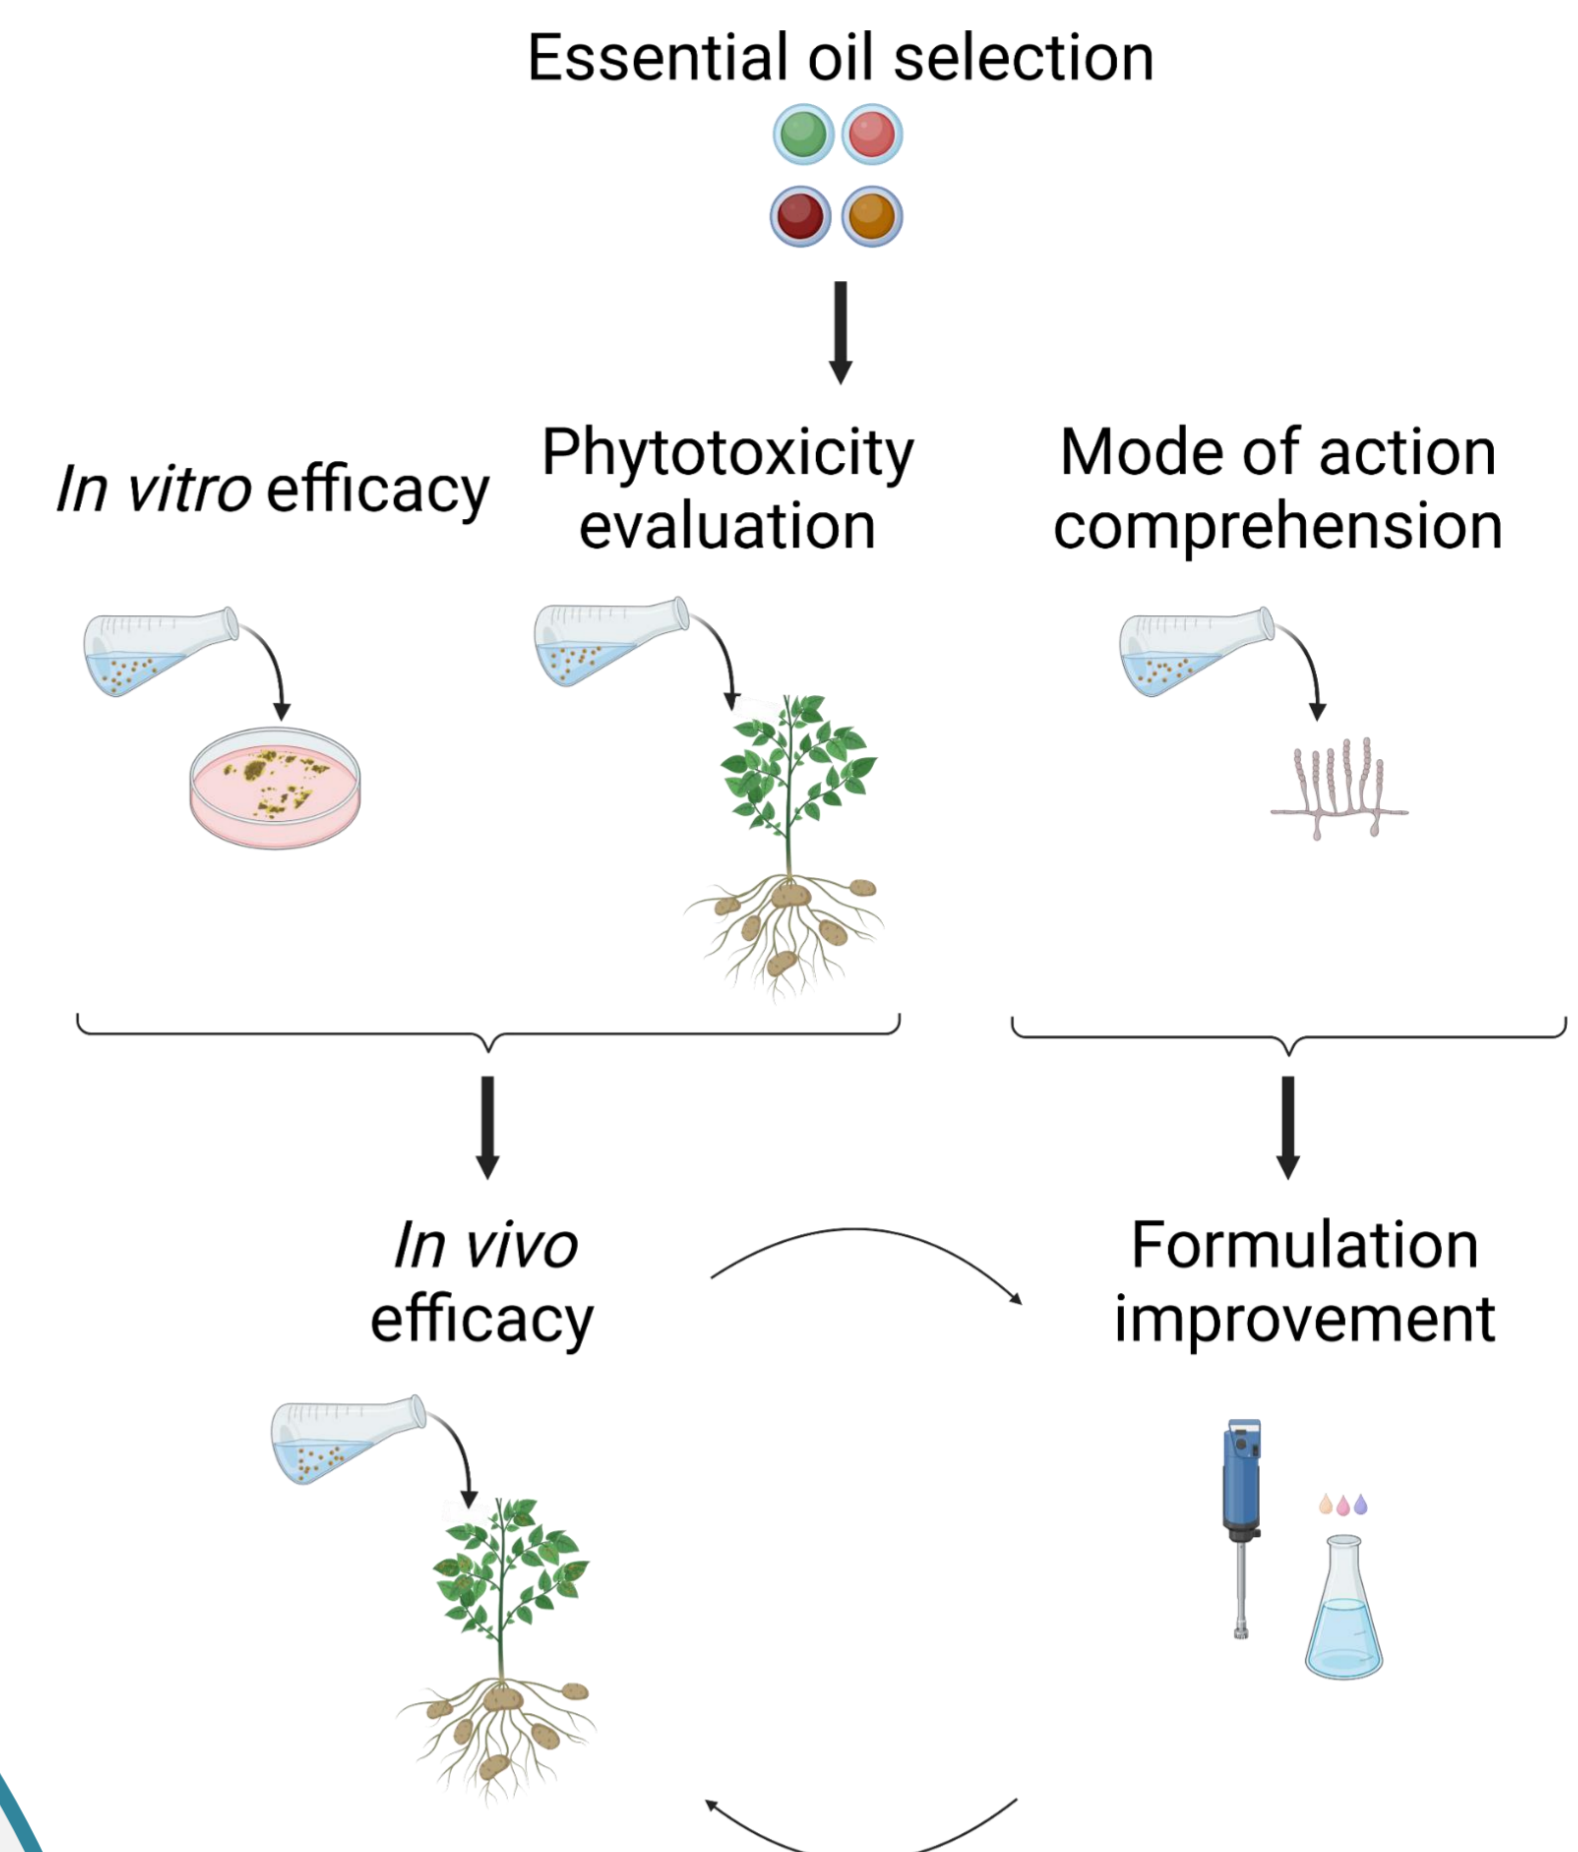 Essential oil selection
In vitro efficacy
Phytotoxicity
evaluation
Mode of action
comprehension
In vivo
efficacy
Formulation
improvement